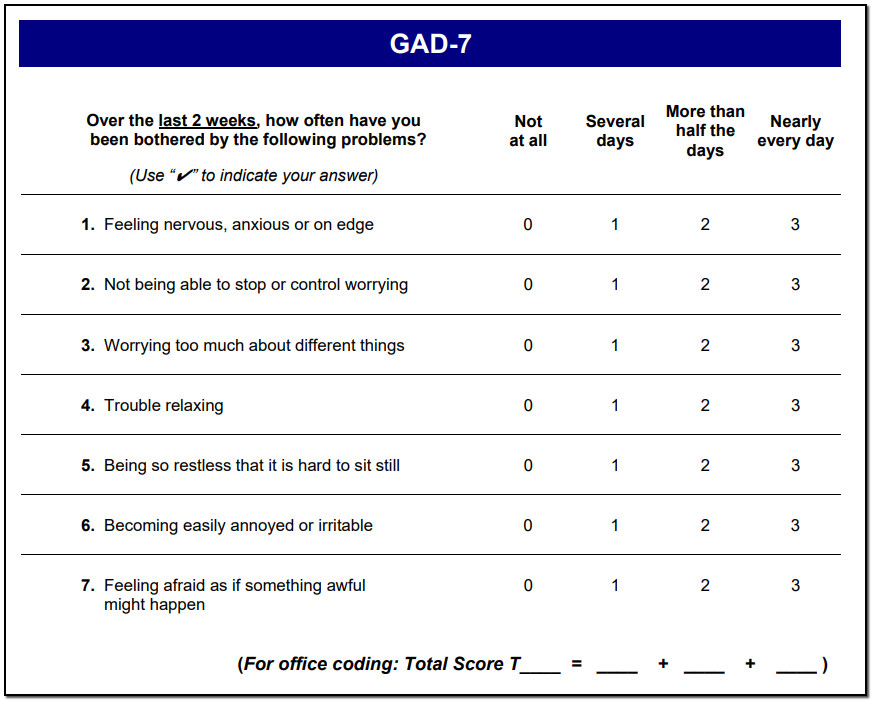 GAD-7
Over the last 2 weeks, how often have you
been bothered by the following problems?
(Use “✔” to indicate your answer)
Not
at all
Several
days
More than
half the
days
Nearly
every day
1. Feeling nervous, anxious or on edge 0 1 2 3
2. Not being able to stop or control worrying 0 1 2 3
3. Worrying too much about different things 0 1 2 3
4. Trouble relaxing 0 1 2 3
5. Being so restless that it is hard to sit still 0 1 2 3
6. Becoming easily annoyed or irritable 0 1 2 3
7. Feeling afraid as if something awful 0 1 2 3
might happen
(For office coding: Total Score T____ = ____ + ____ + ____ )